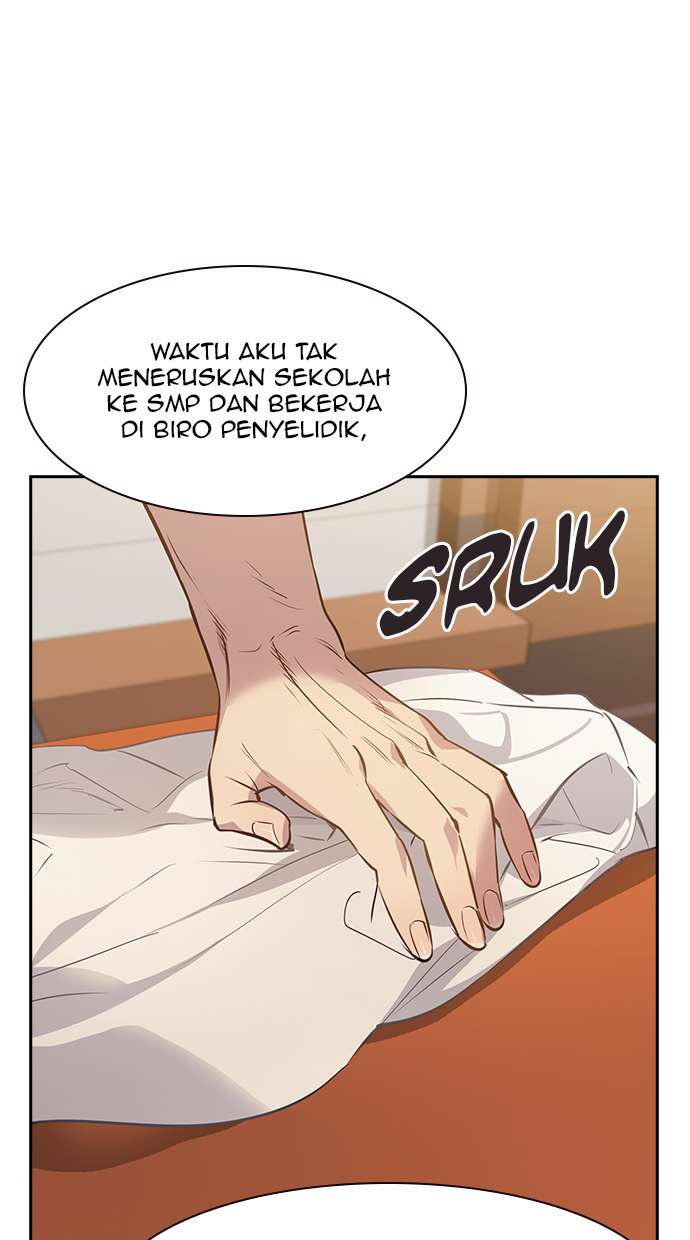 WAKTU AKU TAK
MENERUSKAN SEKOLAH
KE SMP DAN BEKERJA
DI BIRO PENYELIDIK,
SRUK